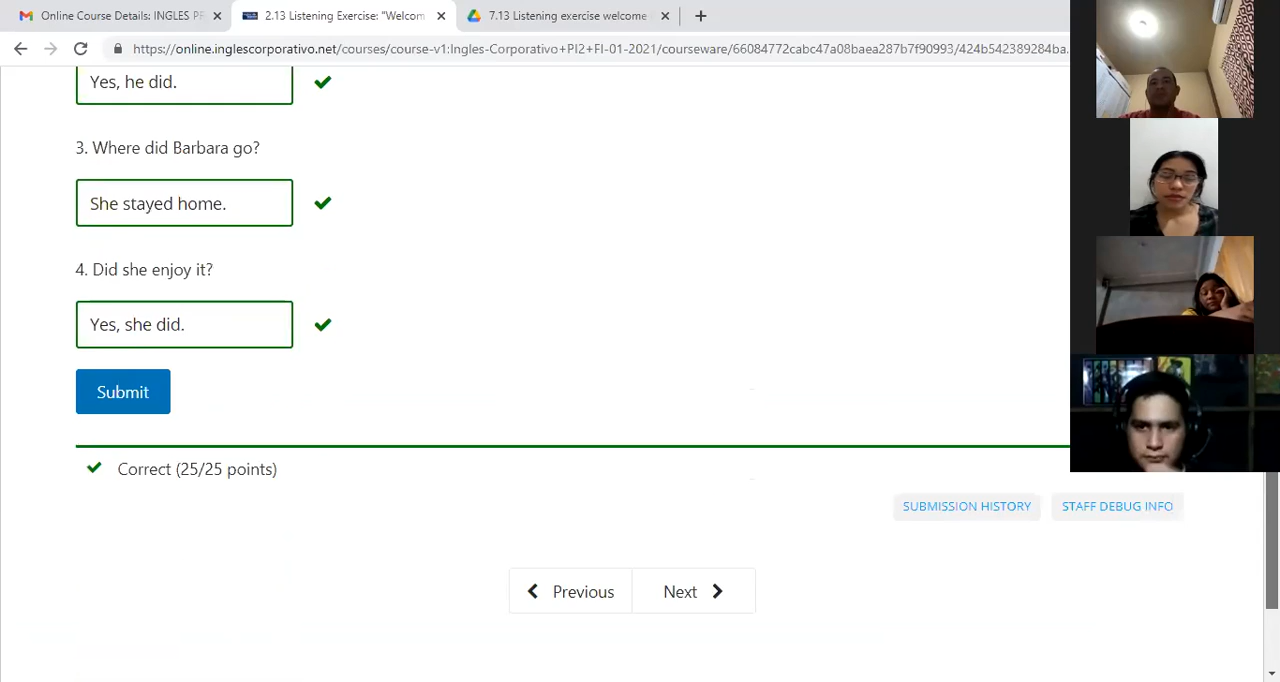 Online Course Details: INGLES PR
2.13 Listening Exercise: "Welcom
7.13 Listening exercise welcome
https://online.inglescorporativo.net/courses/course-v1:Ingles-Corporativo+PI2+FI-01-2021/courseware/66084772cabc47a08baea287b7f90993/424b542389284ba.
Yes, he did.
3. Where did Barbara go?
She stayed home.
4. Did she enjoy it?
Yes, she did.
Submit
Correct (25/25 points)
SUBMISSION HISTORY
STAFF DEBUG INFO
Previous
Next